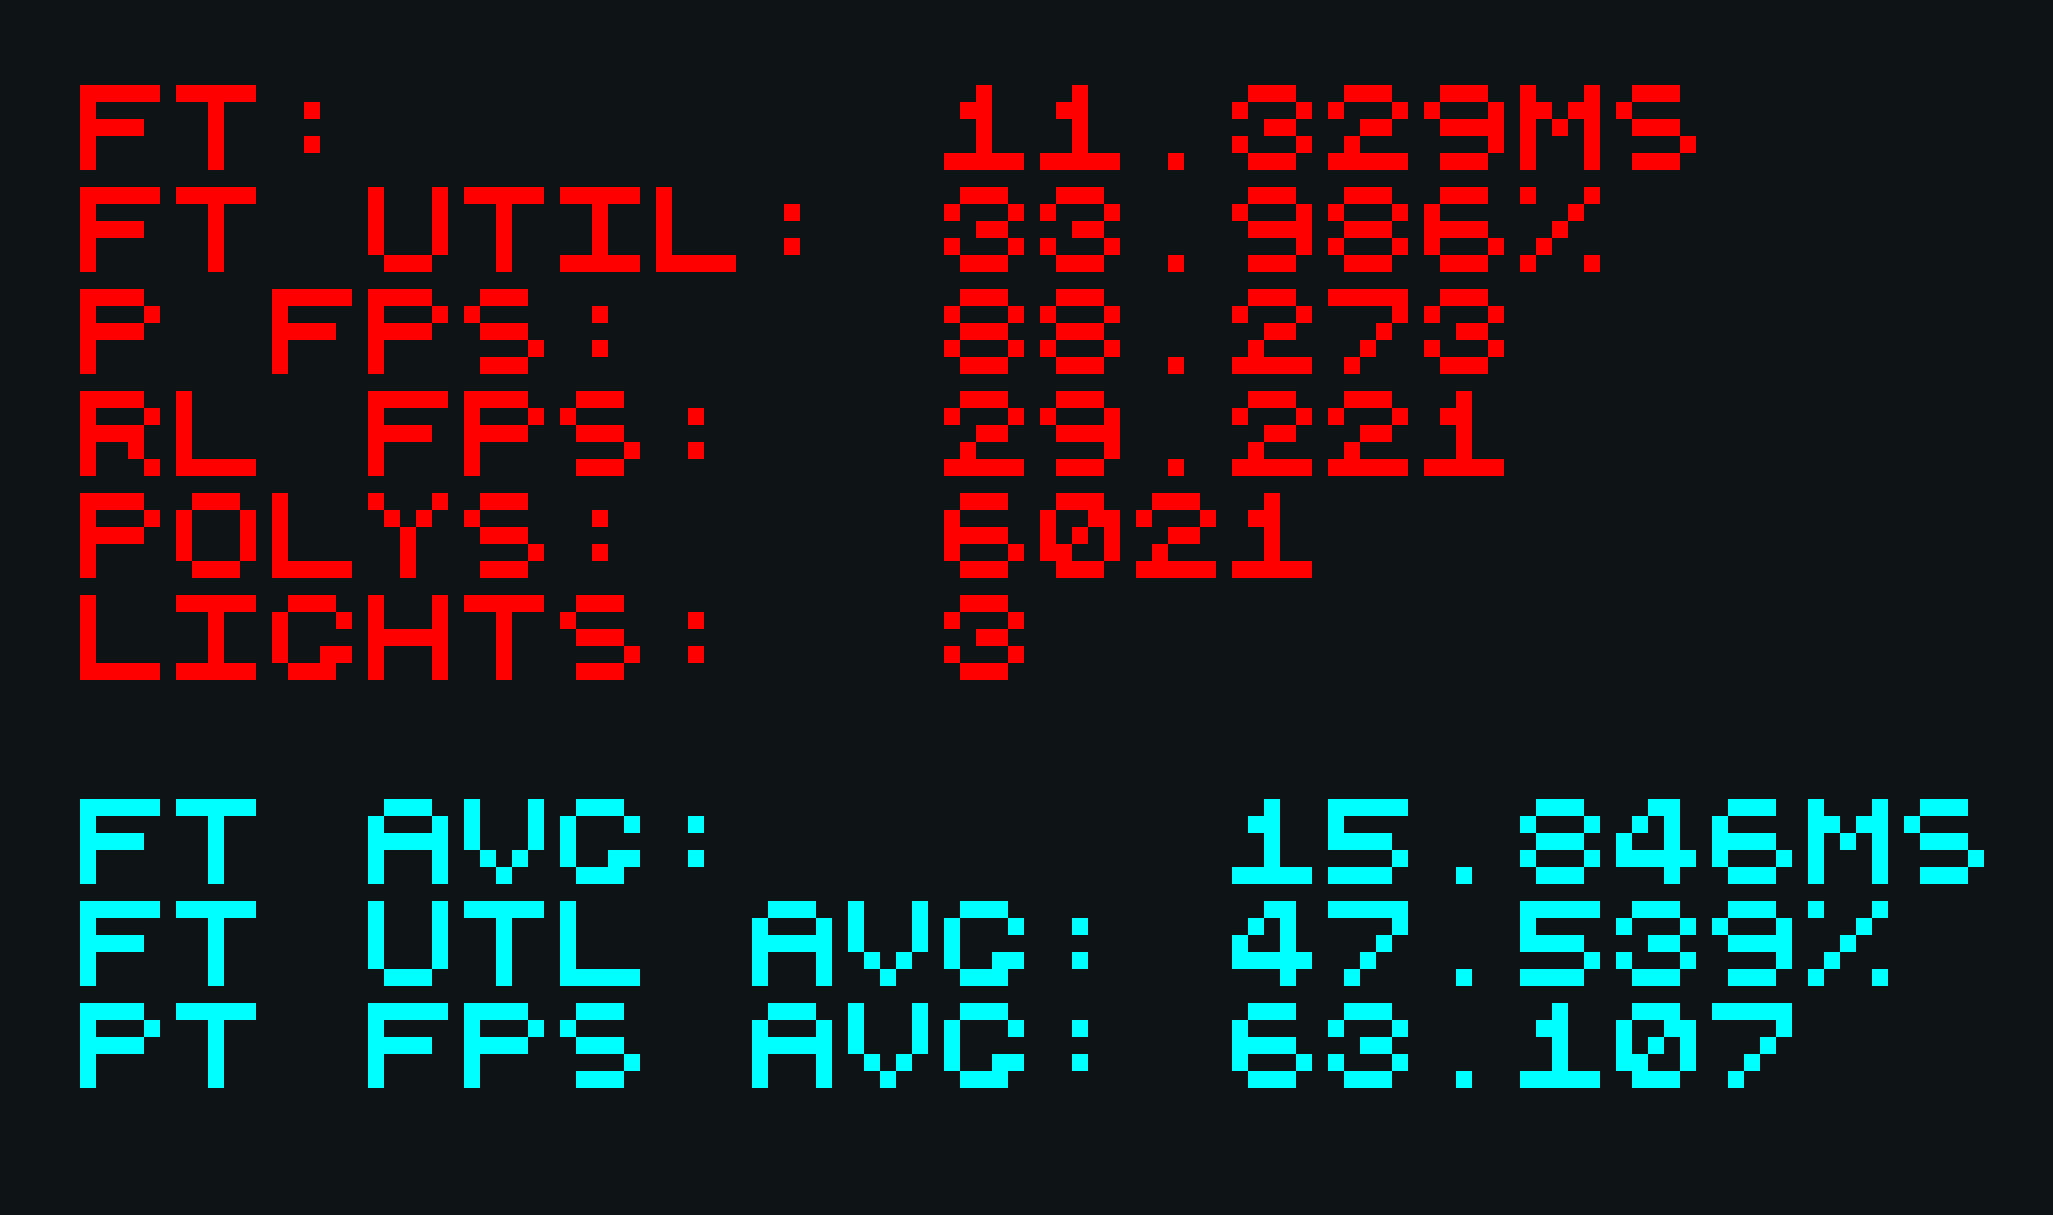 FT: 11.329MS
FT UTIL: 33.986%
P FPS: 88.273
RL FPS: 29.221
POLYS: 6021
LIGHTS: 3
FT AVG: 15.846MS
FT UTL AVG: 47.539%
PT FPS AVG: 63.107